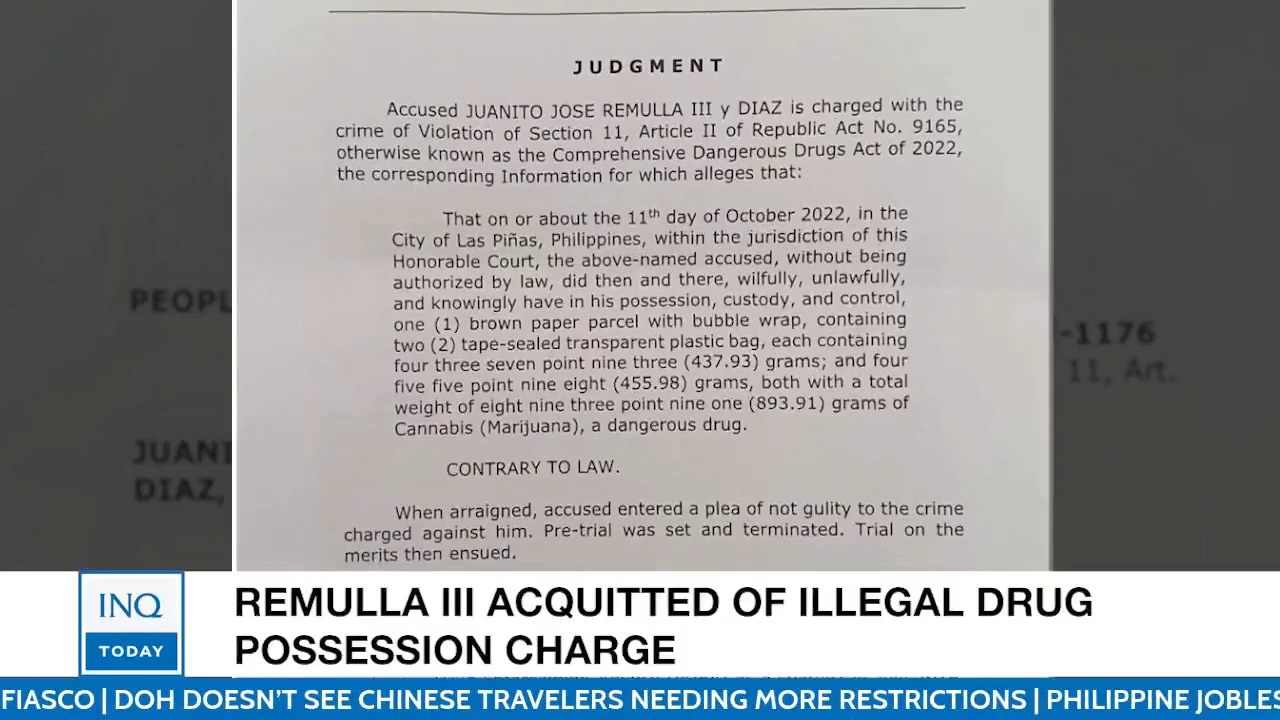 JUDGMENT
Accused JUANITO JOSE REMULLA III y DIAZ is charged with the
crime of Violation of Section 11, Article II of Republic Act No. 9165,
otherwise known as the Comprehensive Dangerous Drugs Act of 2022,
the corresponding Information for which alleges that:
That on or about the 11th day of October 2022, in the
City of Las Piñas, Philippines, within the jurisdiction of this
Honorable Court, the above-named accused, without being
authorized by law, did then and there, wilfully, unlawfully,
and knowingly have in his possession, custody, and control,
one (1) brown paper parcel with bubble wrap, containing
two (2) tape-sealed transparent plastic bag, each containing
four three seven point nine three (437.93) grams; and four
five five point nine eight (455.98) grams, both with a total
weight of eight nine three point nine one (893.91) grams of
Cannabis (Marijuana), a dangerous drug.
CONTRARY TO LAW.
When arraigned, accused entered a plea of not gulity to the crime
charged against him. Pre-trial was set and terminated. Trial on the
merits then ensued.
PEOPL
-1176
11, Art.
JUANI
DIAZ,
INQ
TODAY
REMULLA III ACQUITTED OF ILLEGAL DRUG
POSSESSION CHARGE
FIASCO | DOH DOESN'T SEE CHINESE TRAVELERS NEEDING MORE RESTRICTIONS | PHILIPPINE JOBLES